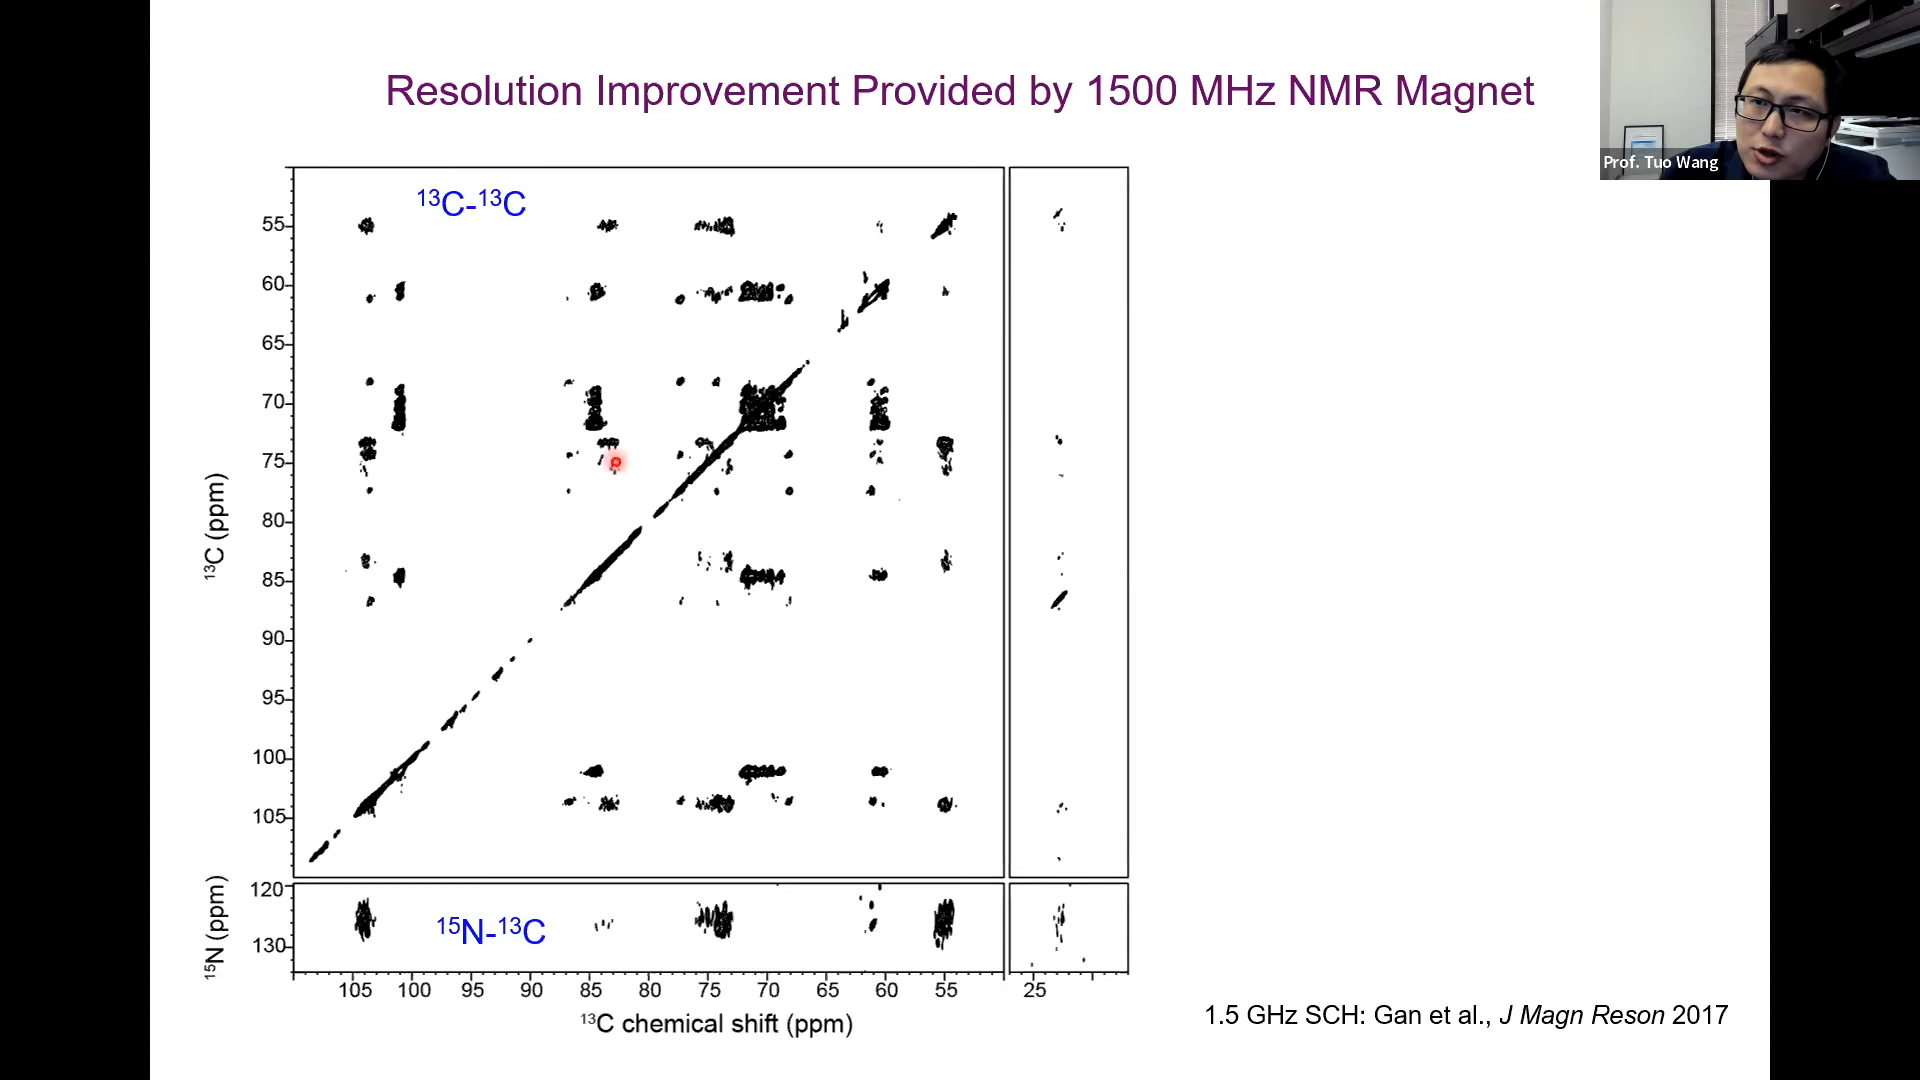 Resolution Improvement Provided by 1500 MHz NMR Magnet
Prof. Tuo Wang
¹³C-¹³C
55
60
65
70
75
80
85
90
95
100
105
¹³C (ppm)
120
130
¹⁵N (ppm)
¹⁵N-¹³C
105 100 95 90 85 80 75 70 65 60 55 25
¹³C chemical shift (ppm)
1.5 GHz SCH: Gan et al., J Magn Reson 2017